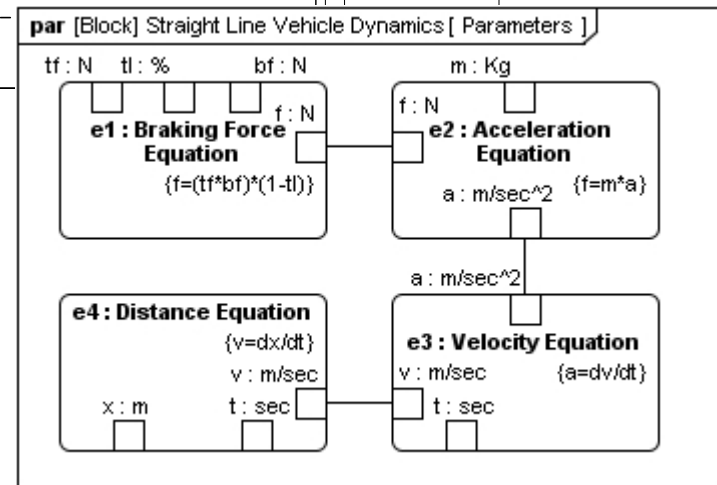 par [Block] Straight Line Vehicle Dynamics [ Parameters ]
tf : N tl : % bf : N
f : N
e1 : Braking Force
Equation
{f=(tf*bf)*(1-tl)}
m : Kg
f : N
e2 : Acceleration
Equation
{f=m*a}
a : m/sec^2
a : m/sec^2
e4 : Distance Equation
{v=dx/dt}
v : m/sec
x : m t : sec
e3 : Velocity Equation
v : m/sec {a=dv/dt}
t : sec